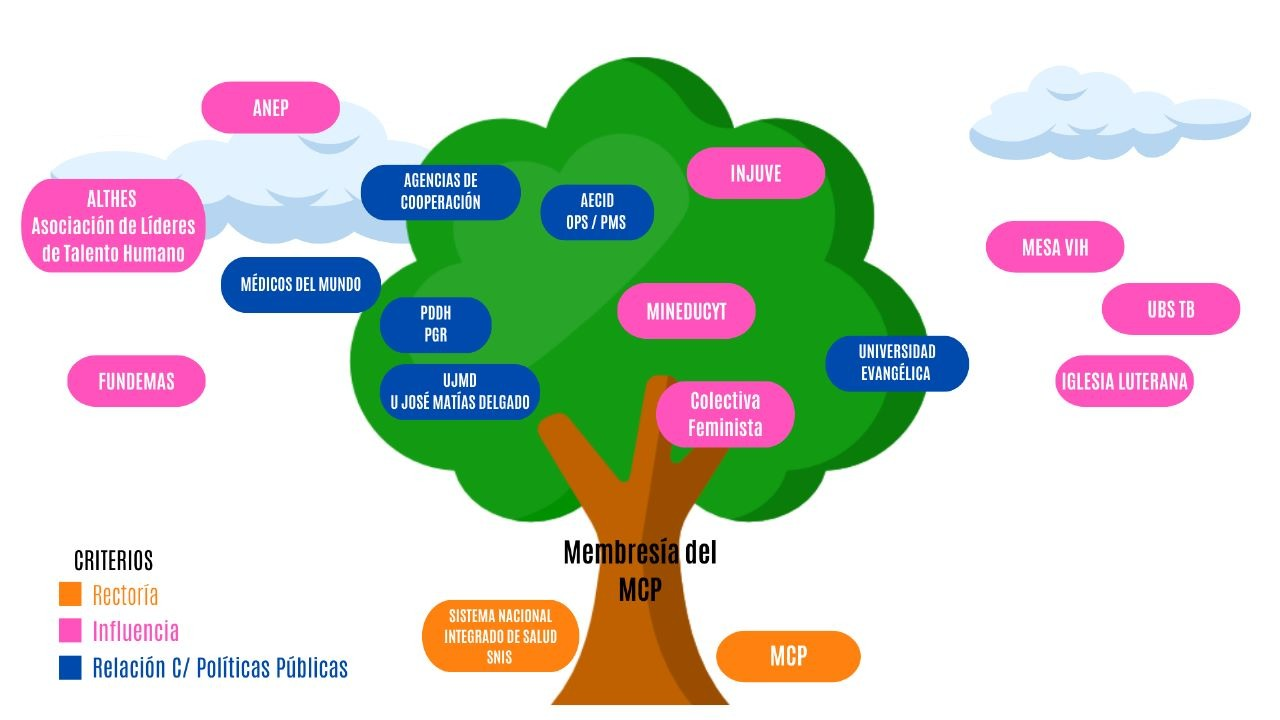 ANEP
INJUVE
AGENCIAS DE
COOPERACIÓN
AECID
OPS / PMS
ALTHES
Asociación de Líderes
de Talento Humano
MESA VIH
MÉDICOS DEL MUNDO
PDDH
PGR
MINEDUCYT
UBS TB
UNIVERSIDAD
EVANGÉLICA
FUNDEMAS
UJMD
U JOSÉ MATÍAS DELGADO
IGLESIA LUTERANA
Colectiva
Feminista
Membresía del
MCP
CRITERIOS
Rectoría
Influencia
Relación C/ Políticas Públicas
SISTEMA NACIONAL
INTEGRADO DE SALUD
SNIS
MCP